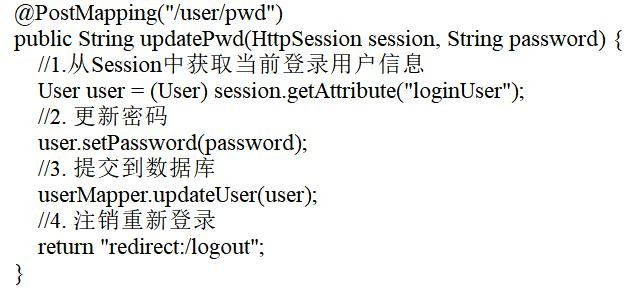 @PostMapping("/user/pwd")
public String updatePwd(HttpSession session, String password) {
//1.从Session中获取当前登录用户信息
User user = (User) session.getAttribute("loginUser");
//2. 更新密码
user.setPassword(password);
//3. 提交到数据库
userMapper.updateUser(user);
//4. 注销重新登录
return "redirect:/logout";
}